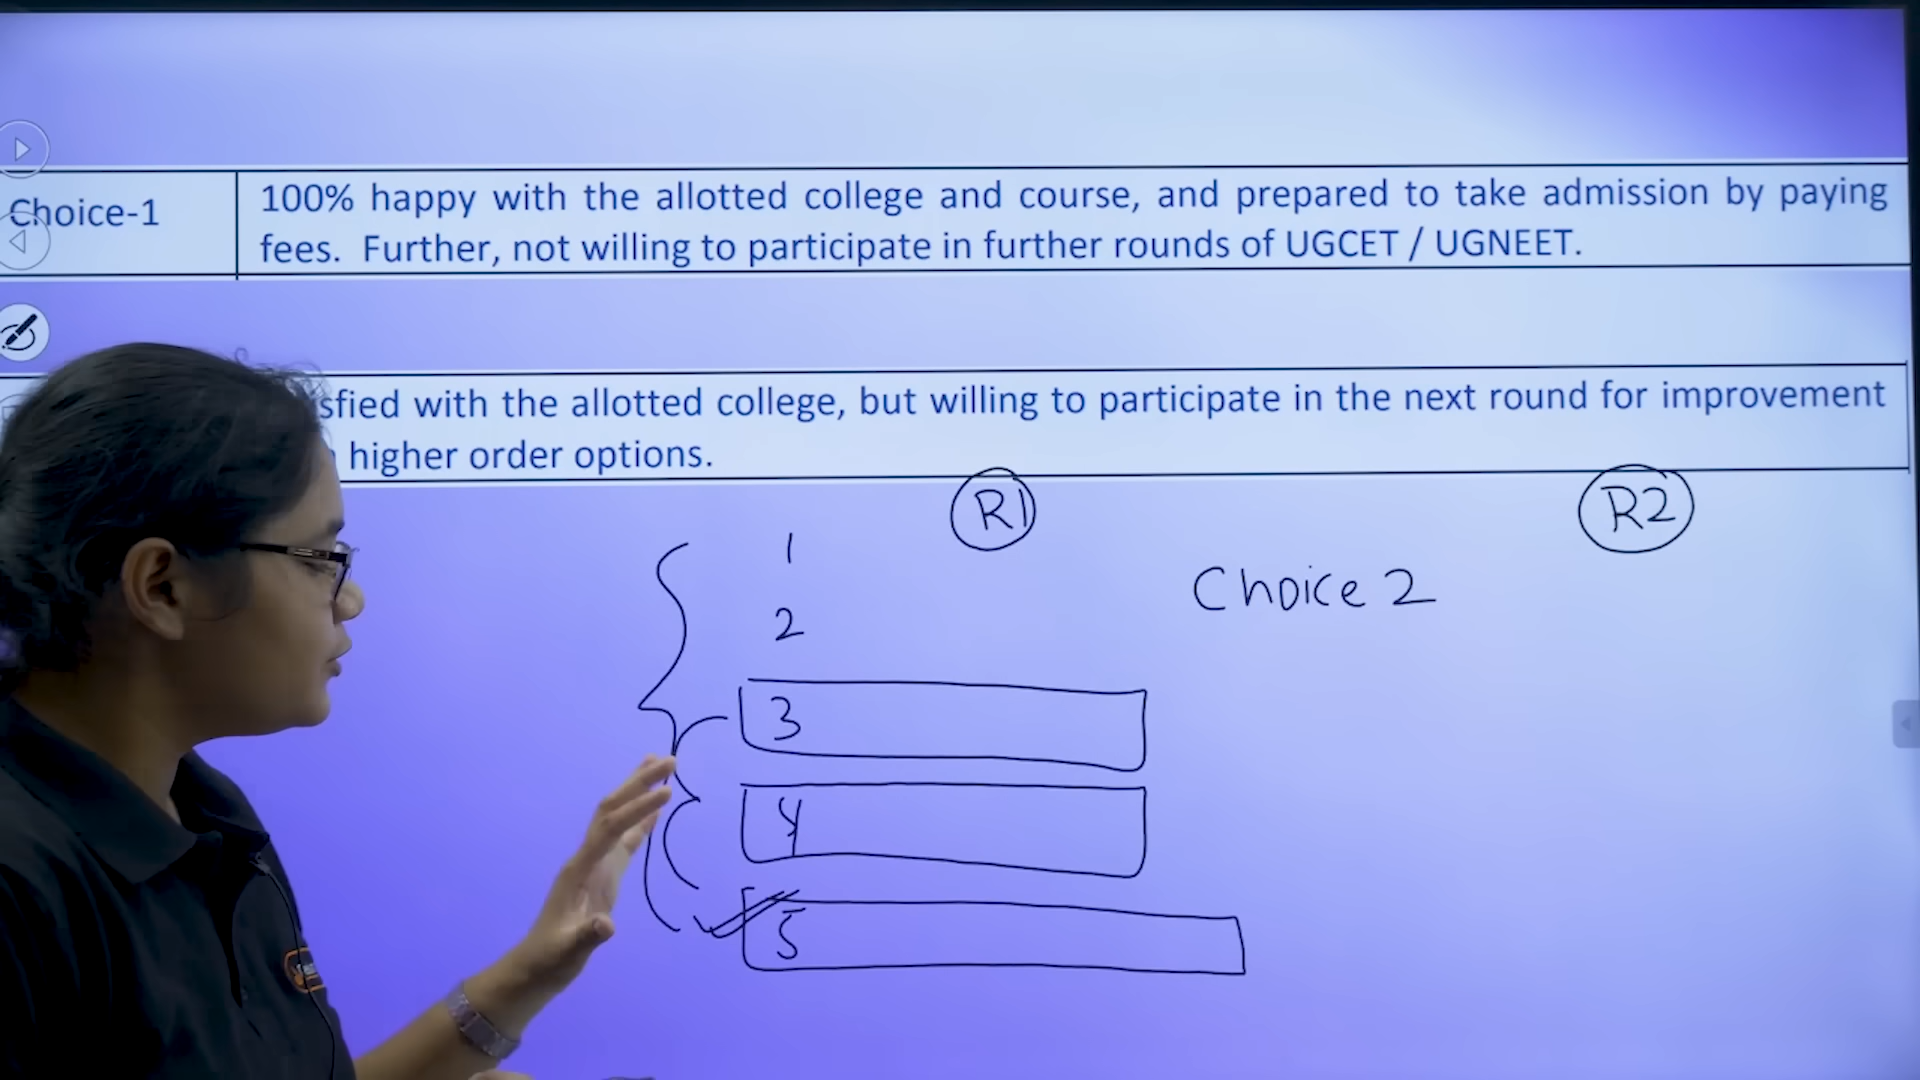 Choice-1
100% happy with the allotted college and course, and prepared to take admission by paying
fees. Further, not willing to participate in further rounds of UGCET / UGNEET.
with the allotted college, but willing to participate in the next round for improvement
higher order options.
R1
R2
1
Choice 2
2
3
4
5